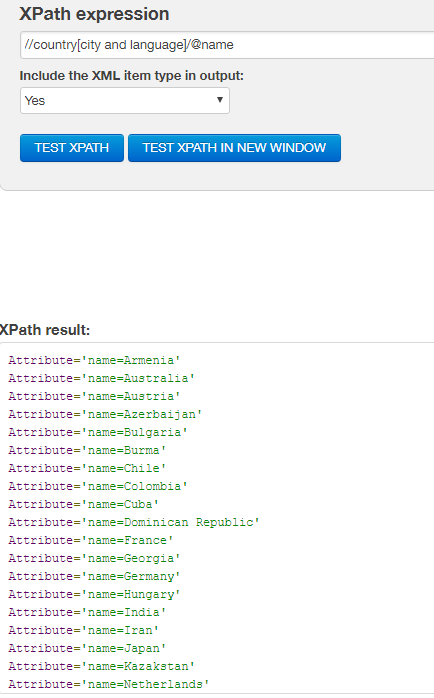 XPath expression
//country[city and language]/@name
Include the XML item type in output:
Yes
TEST XPATH TEST XPATH IN NEW WINDOW
XPath result:
Attribute='name=Armenia'
Attribute='name=Australia'
Attribute='name=Austria'
Attribute='name=Azerbaijan'
Attribute='name=Bulgaria'
Attribute='name=Burma'
Attribute='name=Chile'
Attribute='name=Colombia'
Attribute='name=Cuba'
Attribute='name=Dominican Republic'
Attribute='name=France'
Attribute='name=Georgia'
Attribute='name=Germany'
Attribute='name=Hungary'
Attribute='name=India'
Attribute='name=Iran'
Attribute='name=Japan'
Attribute='name=Kazakstan'
Attribute='name=Netherlands'